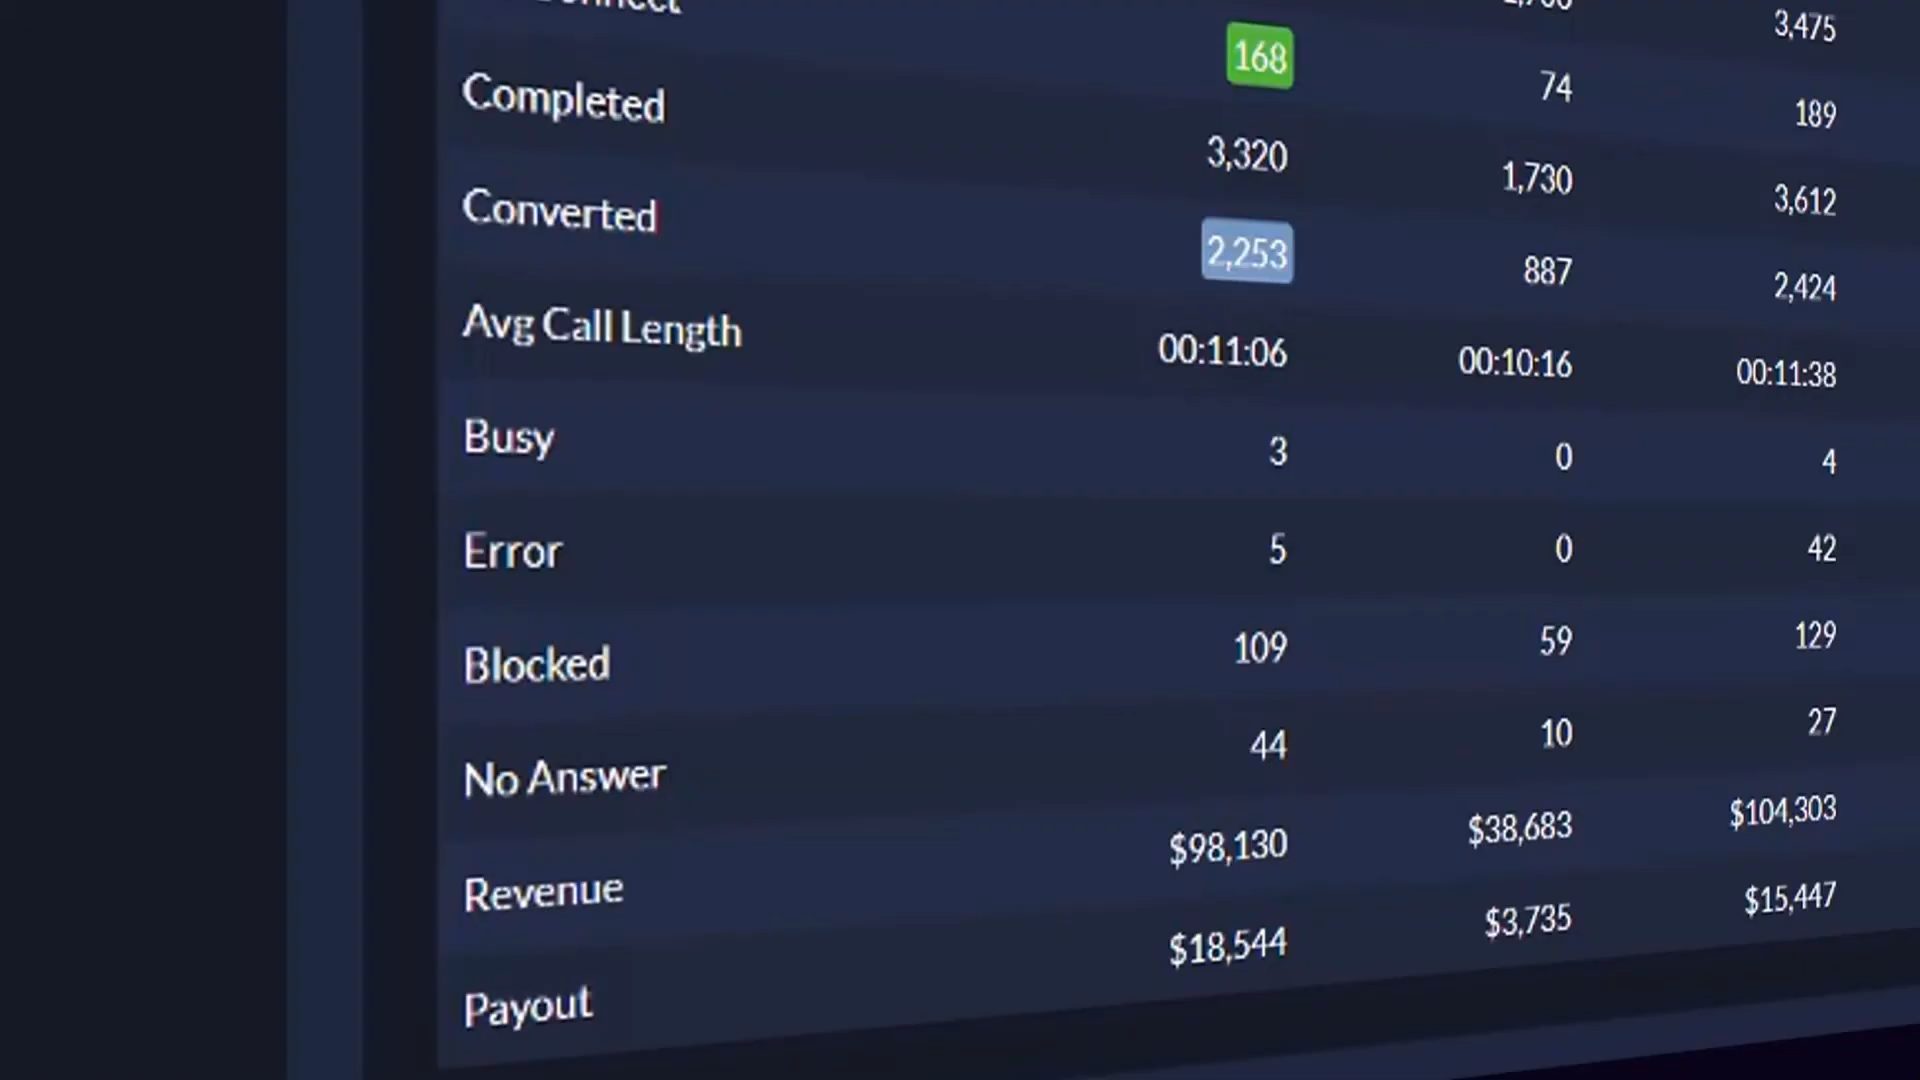 3,475
168 74 189
Completed 3,320 1,730 3,612
Converted 2,253 887 2,424
Avg Call Length 00:11:06 00:10:16 00:11:38
Busy 3 0 4
Error 5 0 42
Blocked 109 59 129
No Answer 44 10 27
Revenue $98,130 $38,683 $104,303
Payout $18,544 $3,735 $15,447